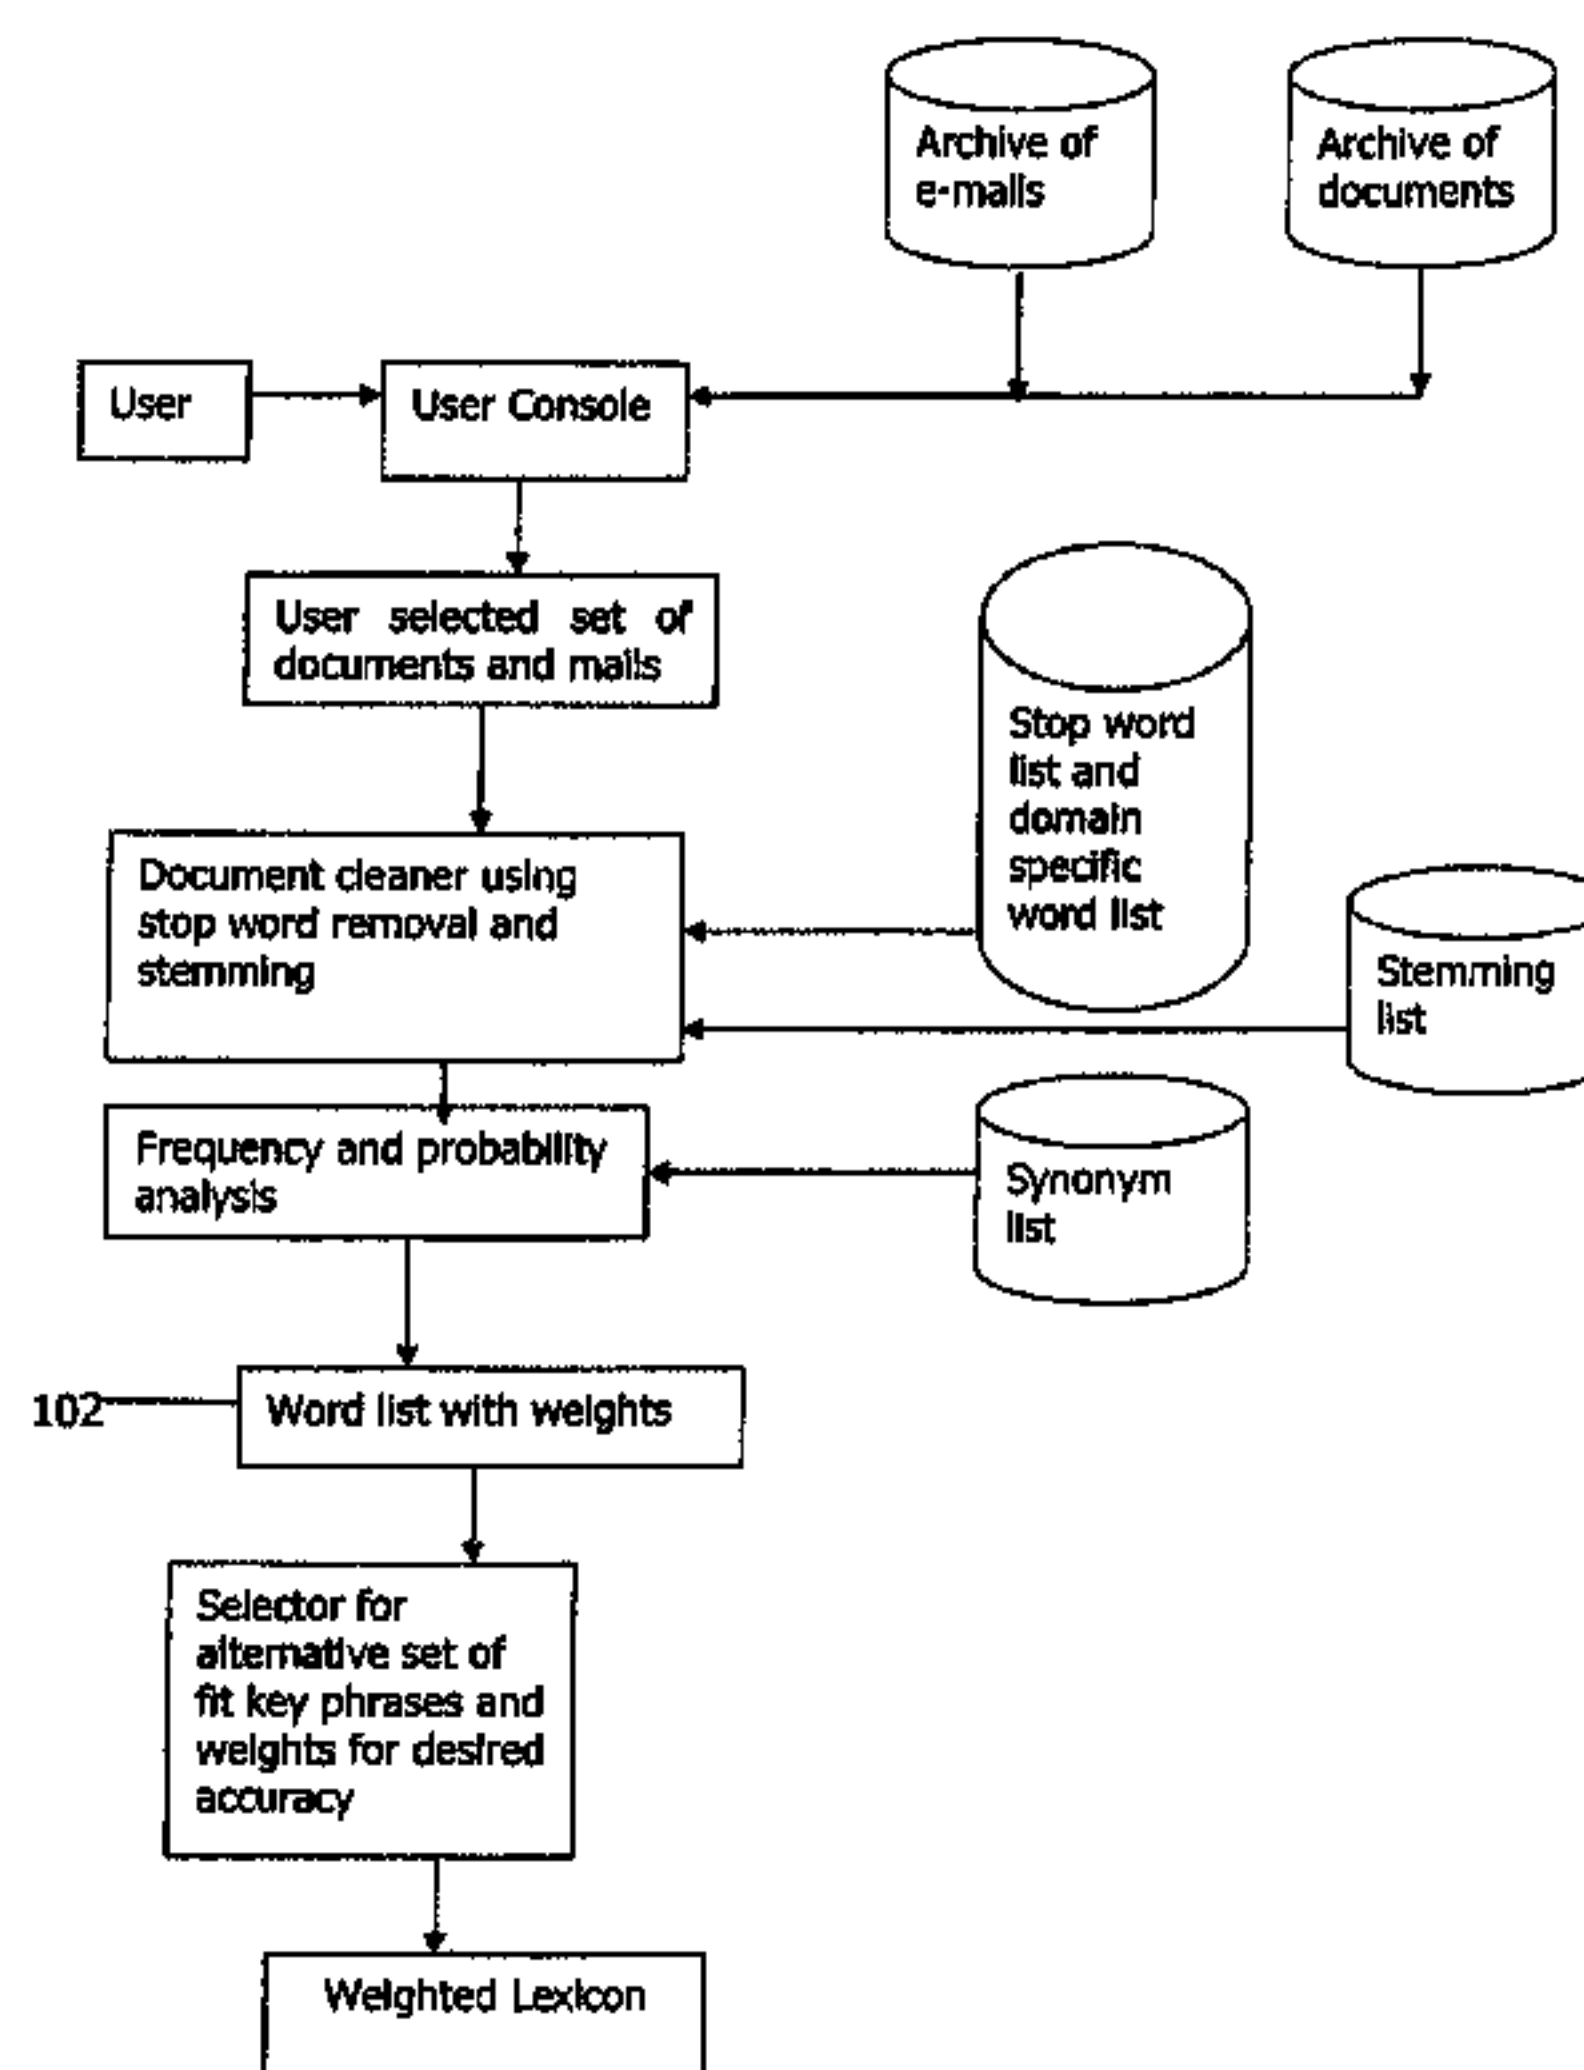 Archive of
e-mails
Archive of
documents
User
User Console
User selected set of
documents and mails
Stop word
list and
domain
specific
word list
Document cleaner using
stop word removal and
stemming
Stemming
list
Frequency and probability
analysis
Synonym
list
102
Word list with weights
Selector for
alternative set of
fit key phrases and
weights for desired
accuracy
Weighted Lexicon